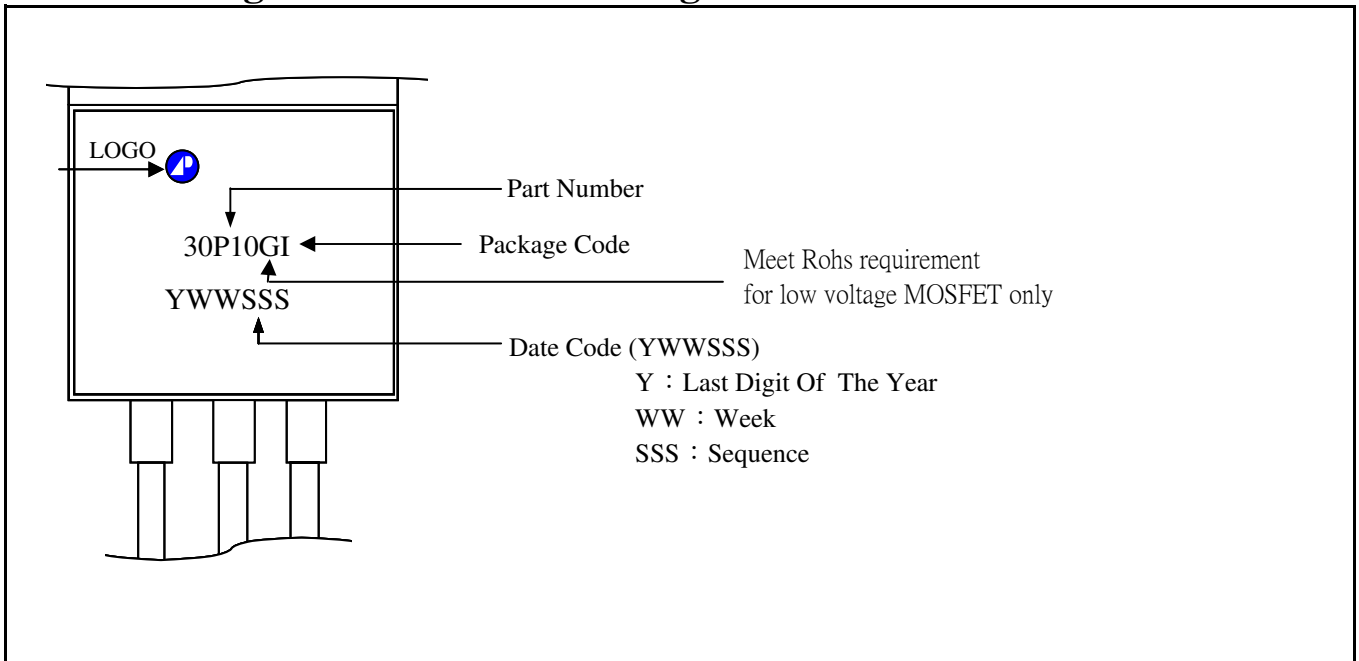 LOGO
Part Number
30P10GI
Package Code
Meet Rohs requirement
for low voltage MOSFET only
YWWSSS
Date Code (YWWSSS)
Y：Last Digit Of The Year
WW：Week
SSS：Sequence